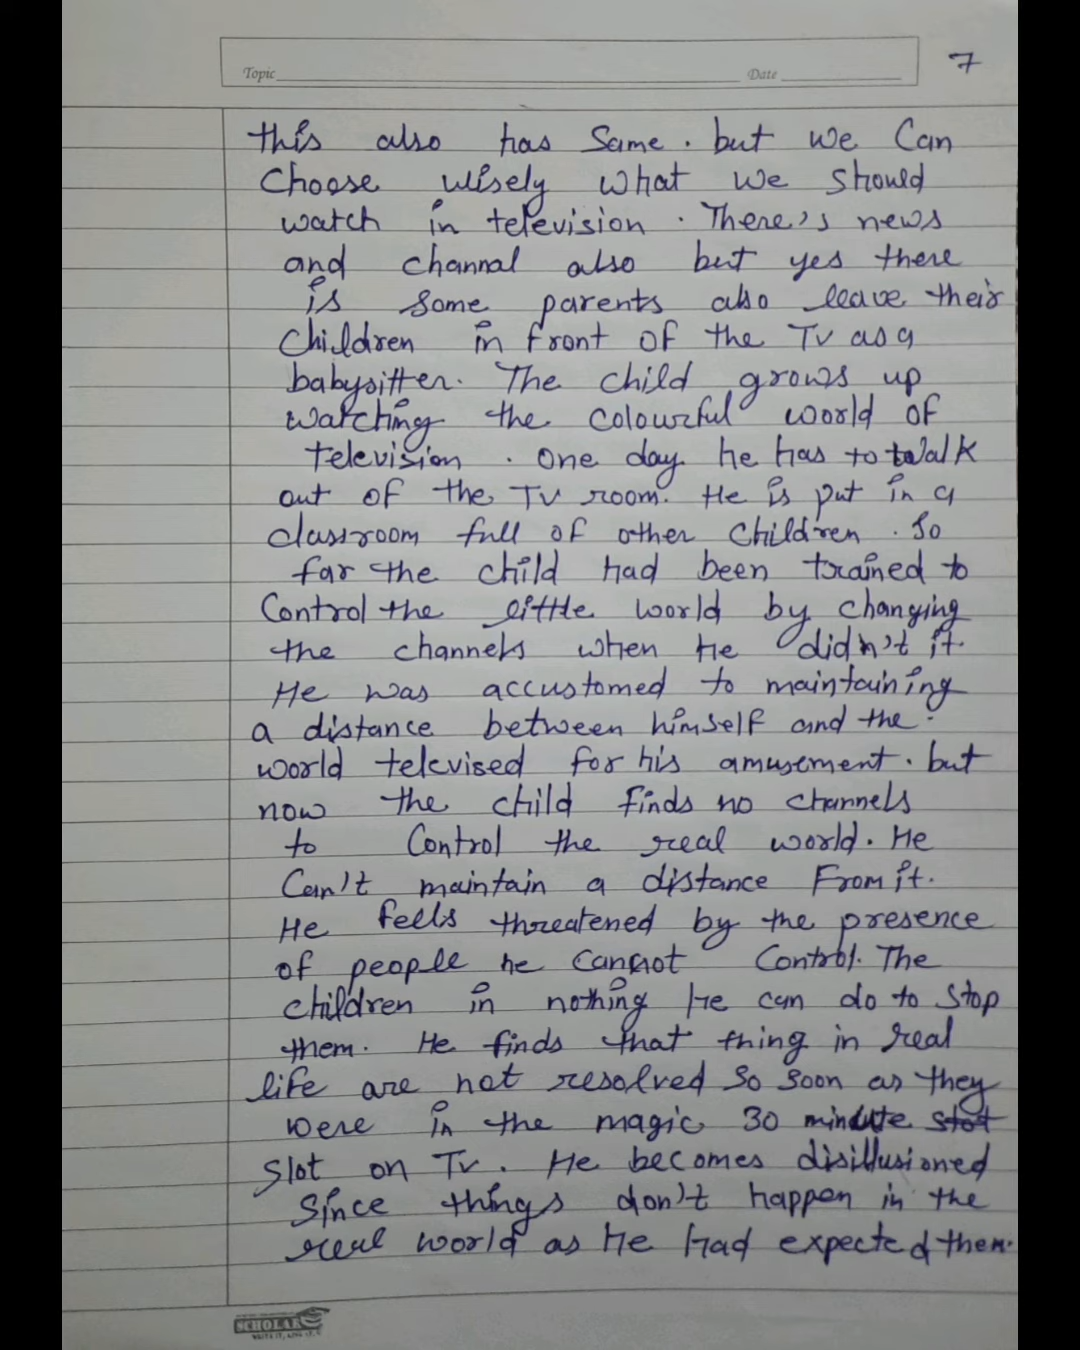 Topic Date 7
this also has Same . but we Can
Choose wisely what we should
watch in television . There's news
and channal also but yes there
is some parents also leave their
Children in front of the TV as a
babysitter. The child grows up
watching the colourful world of
television . One day he has to walk
out of the TV room. He is put in a
classroom full of other Children . So
far the child had been trained to
Control the little world by changing
the channels when he didn't it.
He was accustomed to maintaining
a distance between himself and the
world televised for his amusement . but
now the child finds no channels
to Control the real world. He
Can't maintain a distance From it.
He fells threatened by the presence
of people he cannot Control. The
children in nothing He can do to stop
them. He finds that thing in real
life are not resolved so soon as they
were in the magic 30 minute stot
slot on TV. He becomes disillusioned
Since things don't happen in the
real world as He Had expected them.
SCHOLAR